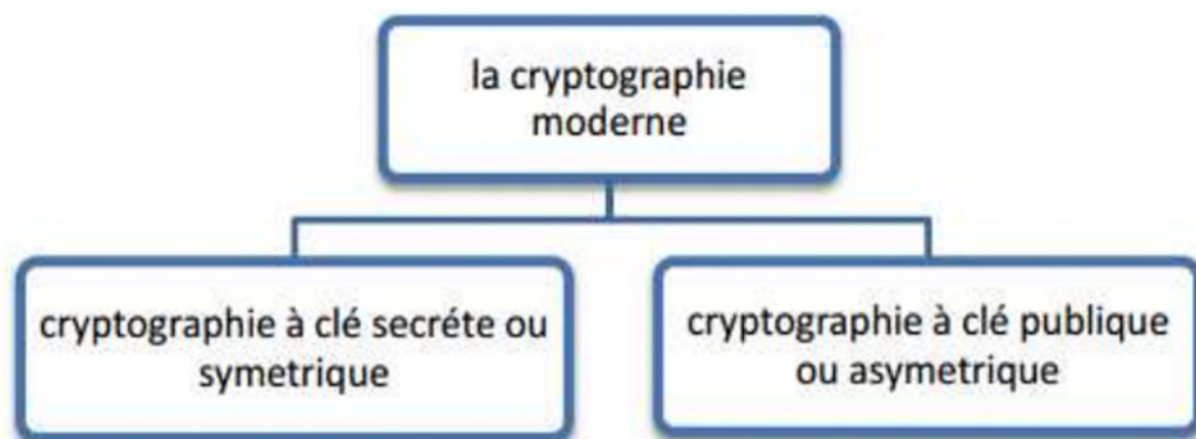 la cryptographie
moderne
cryptographie à clé secréte ou
symetrique
cryptographie à clé publique
ou asymetrique